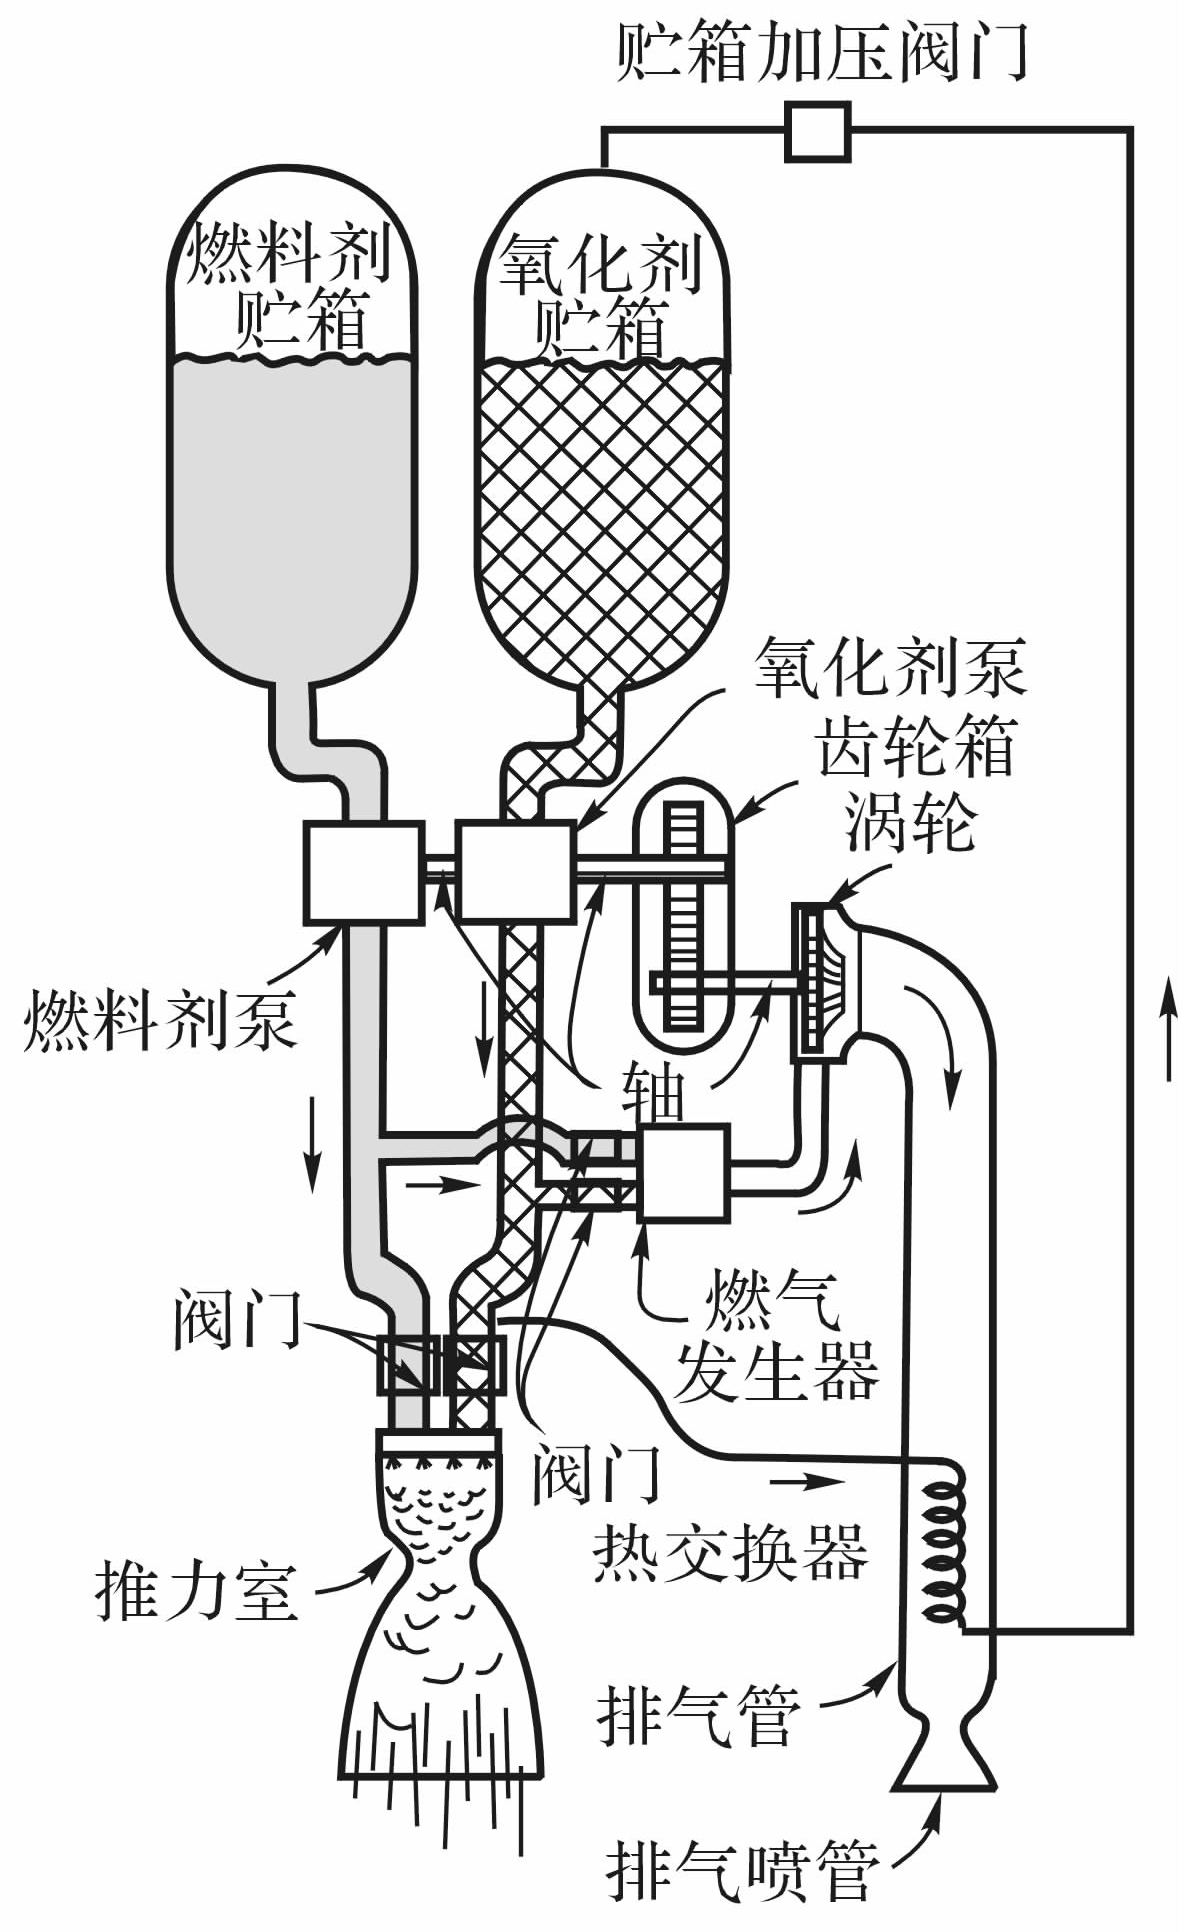 贮箱加压阀门
燃料剂
贮箱
氧化剂
贮箱
氧化剂泵
齿轮箱
涡轮
燃料剂泵
轴
燃气
发生器
阀门
阀门
热交换器
推力室
排气管
排气喷管